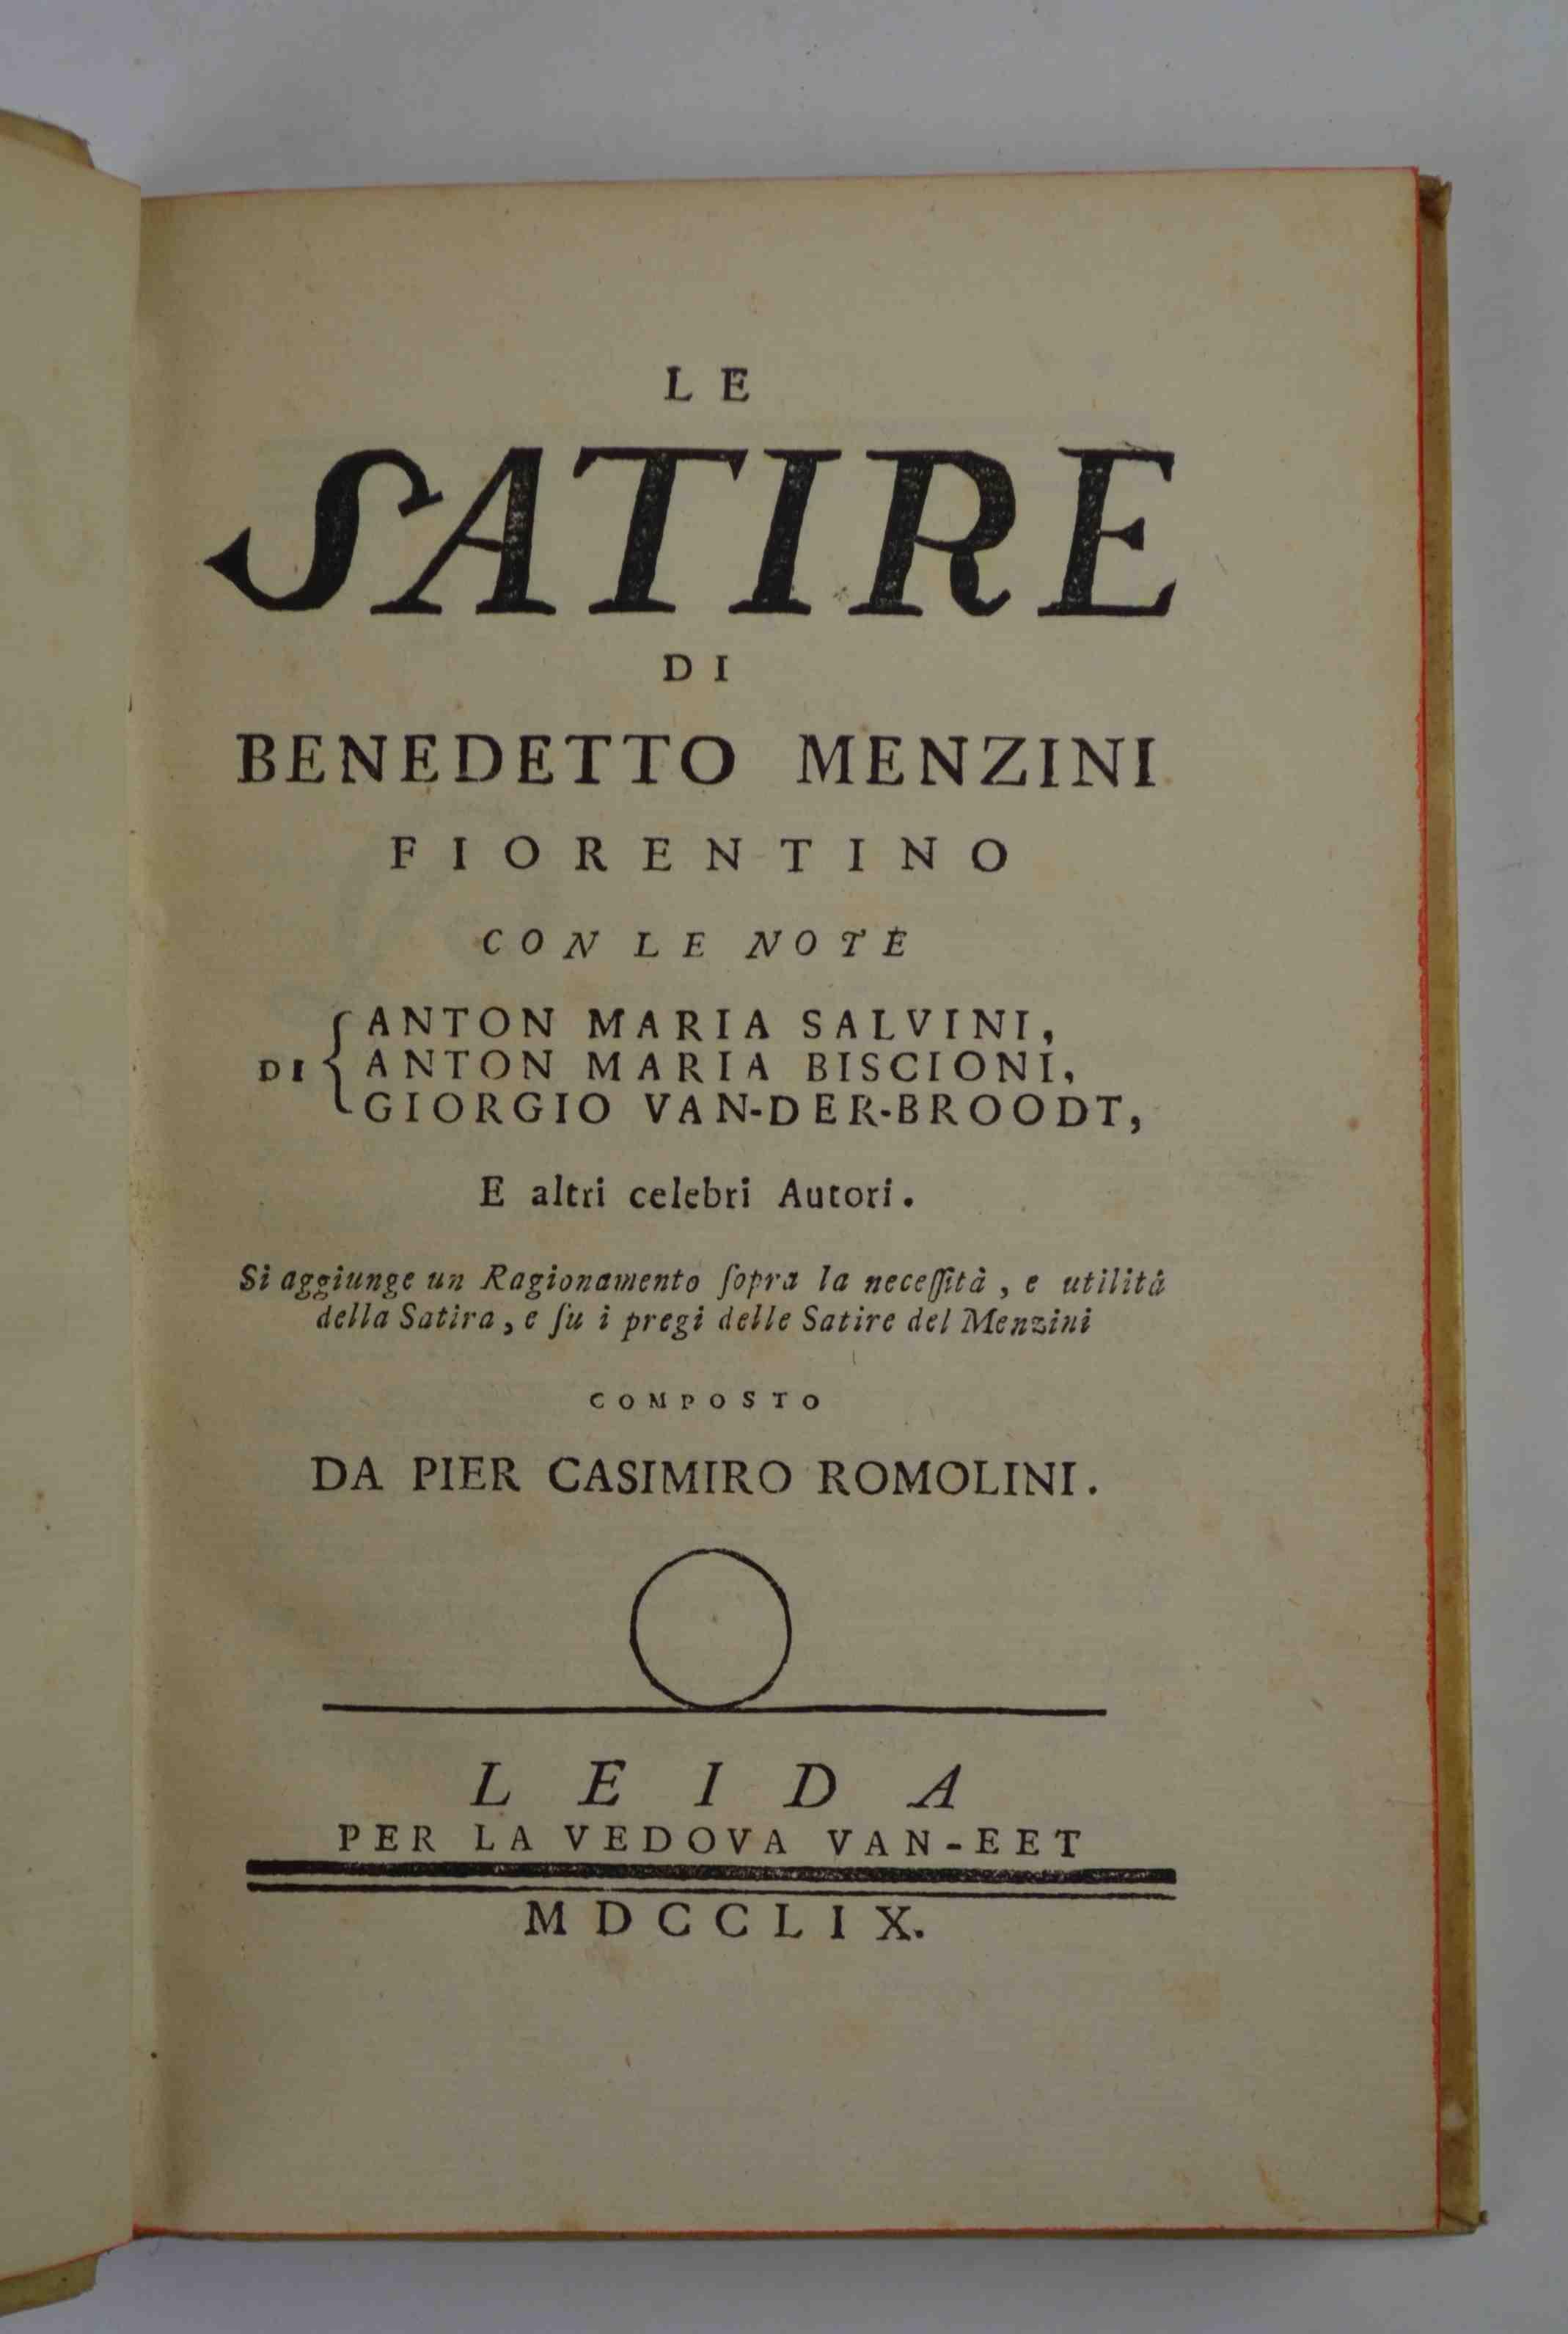 LE
SATIRE
DI
BENEDETTO MENZINI
FIORENTINO
CON LE NOTE
ANTON MARIA SALVINI,
DI ANTON MARIA BISCIONI,
GIORGIO VAN-DER-BROODT,
E altri celebri Autori.
Si aggiunge un Ragionamento ſopra la neceſſità, e utilità
della Satira, e ſu i pregi delle Satire del Menzini
COMPOSTO
DA PIER CASIMIRO ROMOLINI.
LEIDA
PER LA VEDOVA VAN-EET
MDCCLIX.